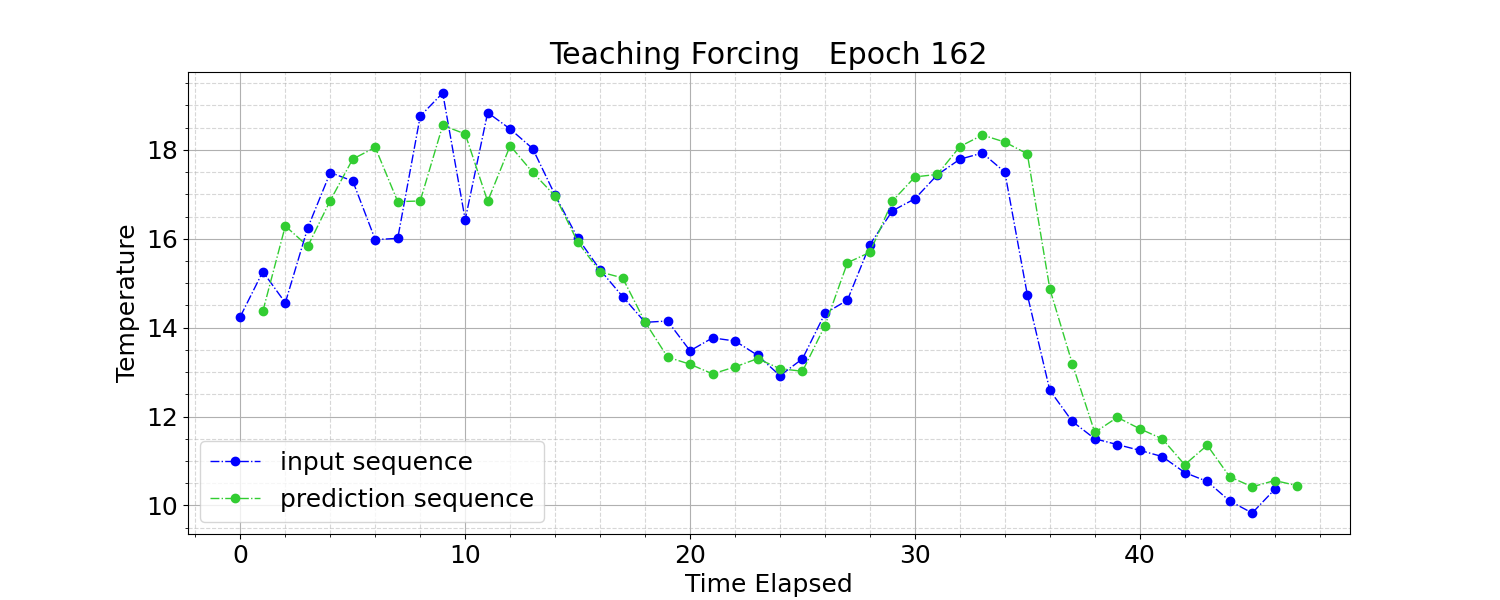 Teaching Forcing   Epoch 162
Temperature
18
16
14
12
10
input sequence
prediction sequence
0 10 20 30 40
Time Elapsed